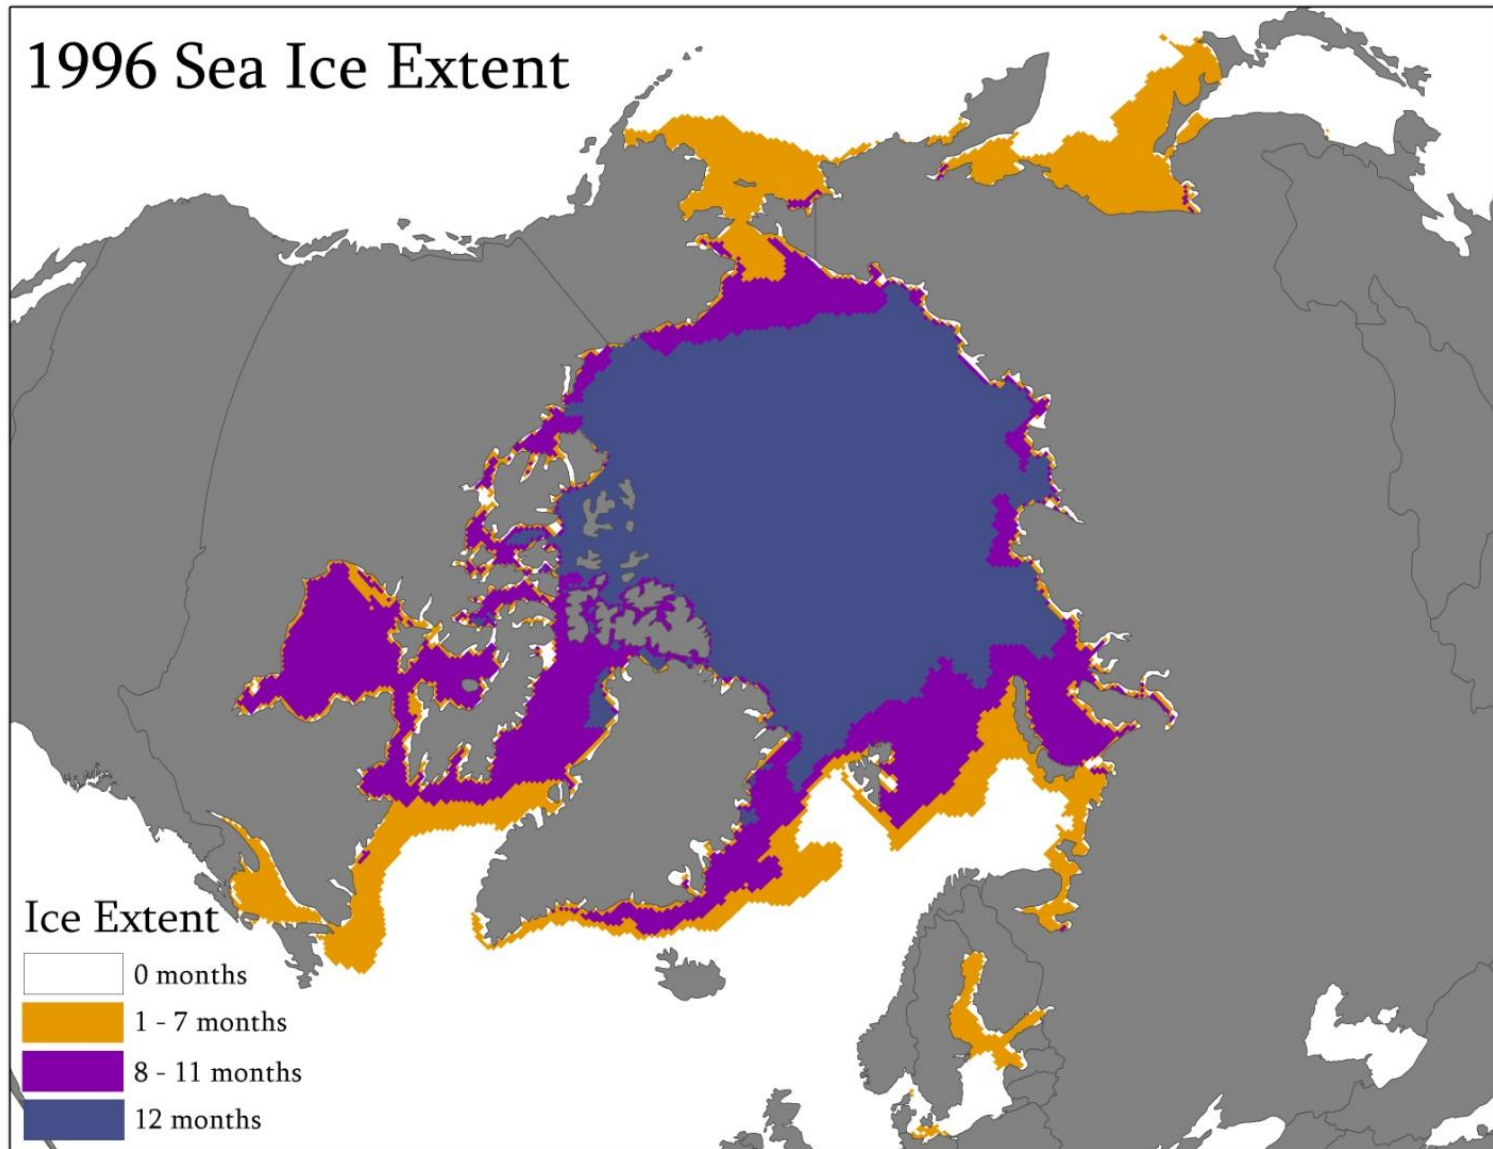 1996 Sea Ice Extent
Ice Extent
0 months
1 - 7 months
8 - 11 months
12 months